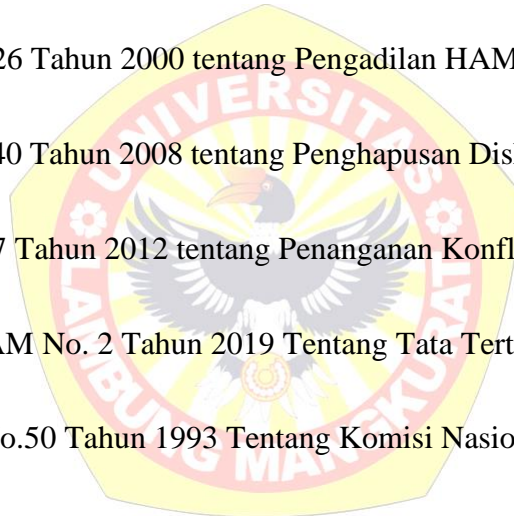 26 Tahun 2000 tentang Pengadilan HAM
40 Tahun 2008 tentang Penghapusan Dis
7 Tahun 2012 tentang Penanganan Konfl
AM No. 2 Tahun 2019 Tentang Tata Tert
o.50 Tahun 1993 Tentang Komisi Nasio
UNIVERSITAS
LAMBUNG MANGKURAT